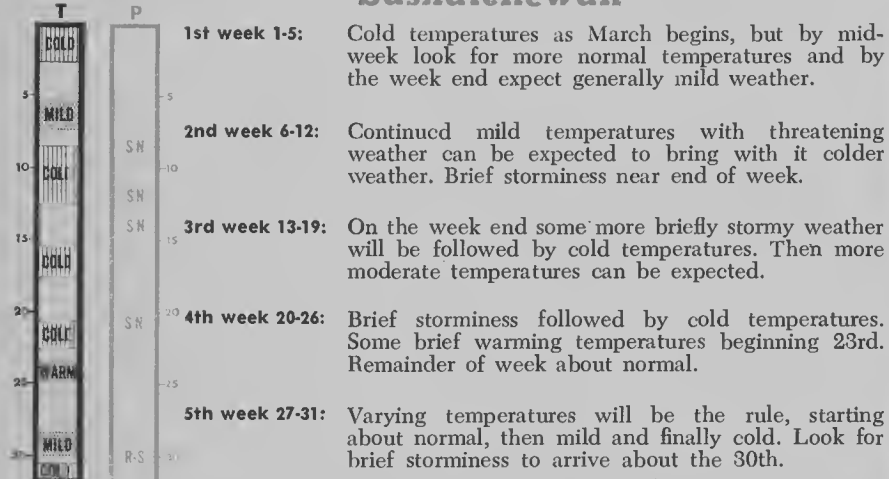 Saskatchewan
T
P
COLD
MILD
COLD
COLD
COLD
WARM
MILD
COLD
5
10
15
20
25
30
SN
SN
SN
SN
R-S
5
10
15
20
25
30
1st week 1-5: Cold temperatures as March begins, but by mid-
week look for more normal temperatures and by
the week end expect generally mild weather.
2nd week 6-12: Continued mild temperatures with threatening
weather can be expected to bring with it colder
weather. Brief storminess near end of week.
3rd week 13-19: On the week end some more briefly stormy weather
will be followed by cold temperatures. Then more
moderate temperatures can be expected.
4th week 20-26: Brief storminess followed by cold temperatures.
Some brief warming temperatures beginning 23rd.
Remainder of week about normal.
5th week 27-31: Varying temperatures will be the rule, starting
about normal, then mild and finally cold. Look for
brief storminess to arrive about the 30th.